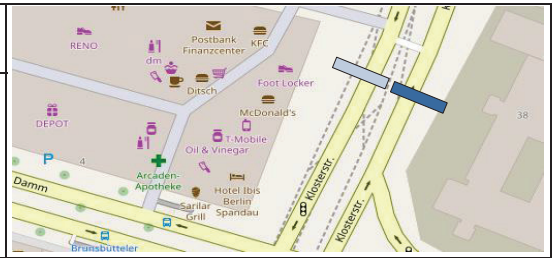 RENO
Postbank
Finanzcenter
KFC
dm
Ditsch
Foot Locker
McDonald's
DEPOT
T-Mobile
Oil & Vinegar
38
P
4
Arcaden-
Apotheke
Damm
Sarilar
Grill
Hotel Ibis
Berlin
Spandau
Klosterstr.
Klosterstr.
Brunsbütteler